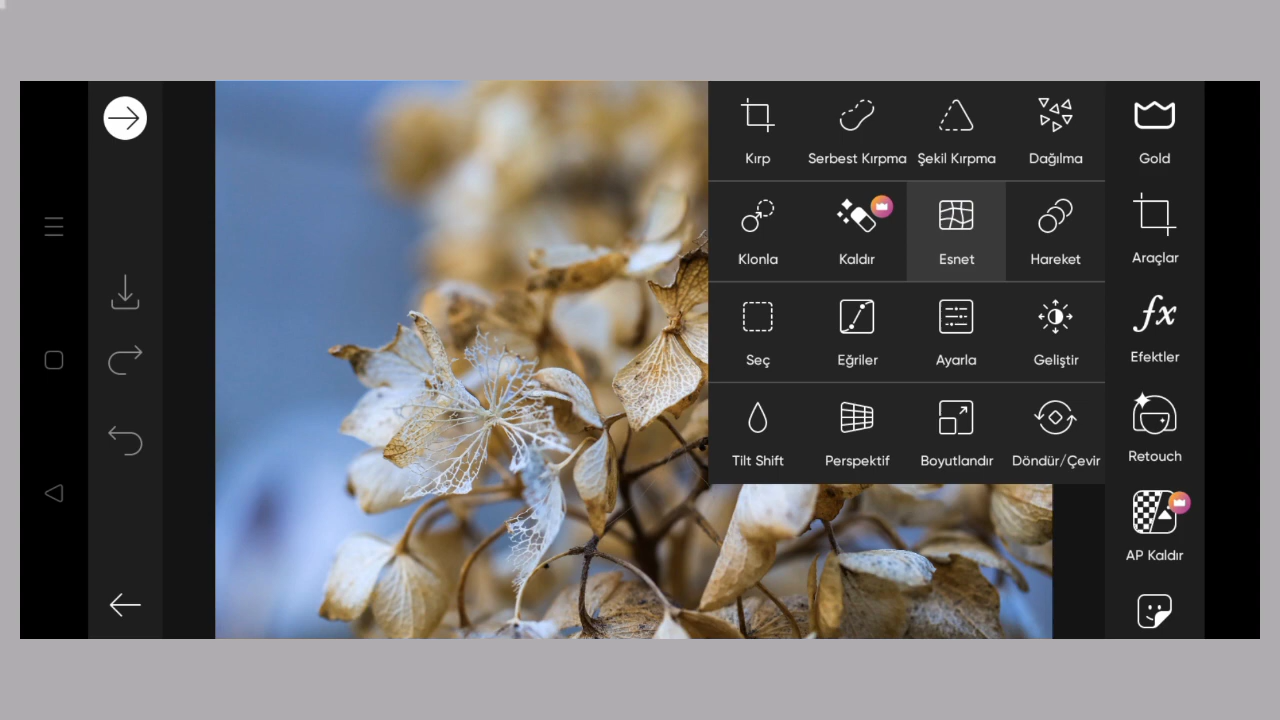 Kırp
Serbest Kırpma
Şekil Kırpma
Dağılma
Gold
Klonla
Kaldır
Esnet
Hareket
Araçlar
Seç
Eğriler
Ayarla
Geliştir
Efektler
Tilt Shift
Perspektif
Boyutlandır
Döndür/Çevir
Retouch
AP Kaldır